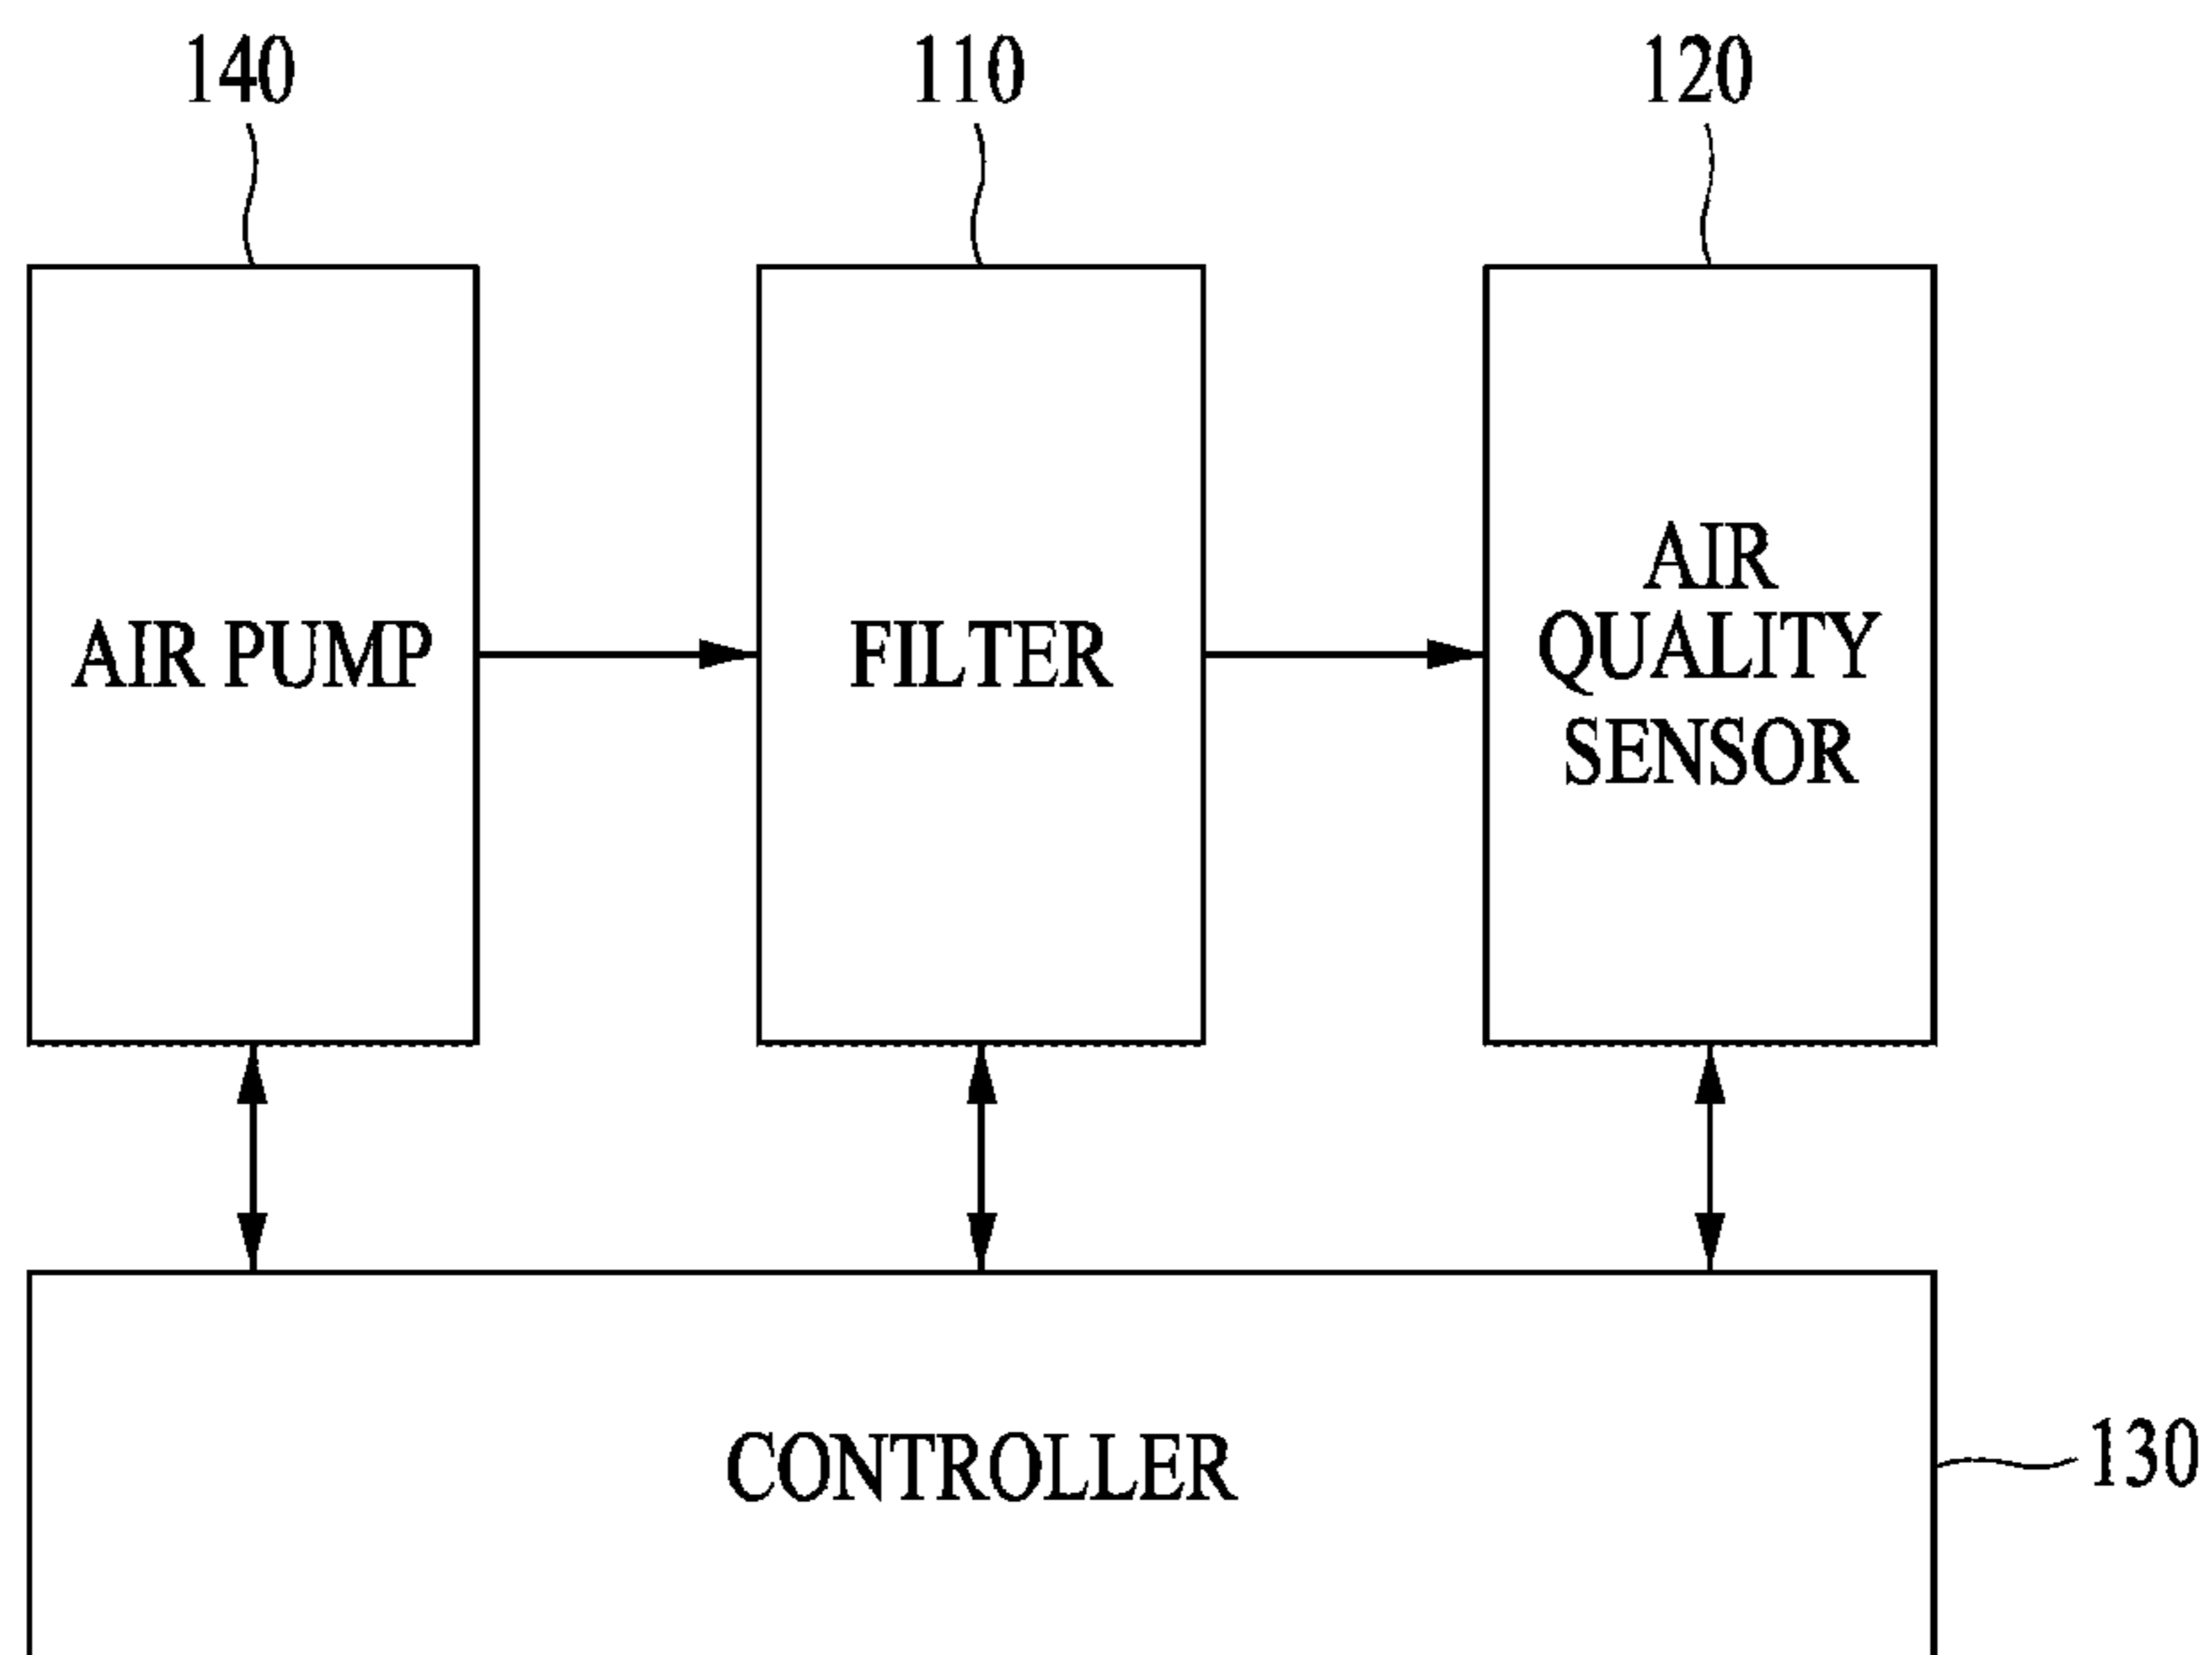 140
110
120
AIR PUMP
FILTER
AIR
QUALITY
SENSOR
CONTROLLER
130